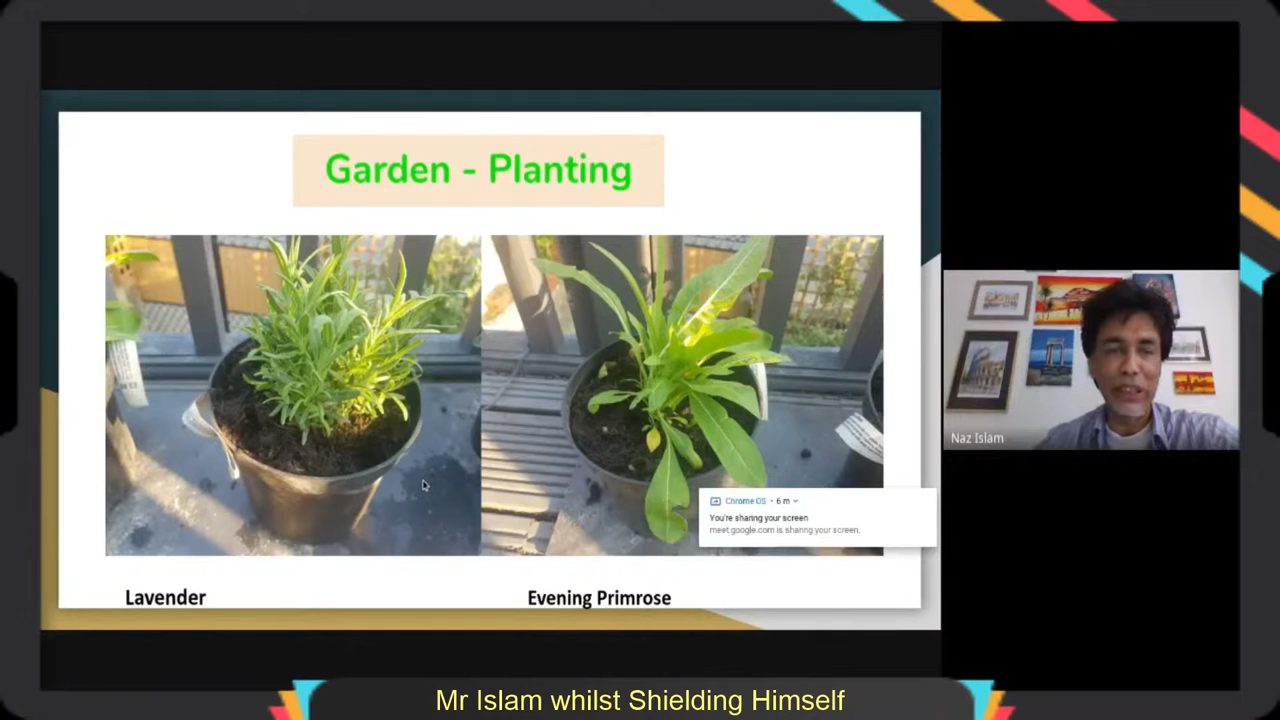 Garden - Planting
Naz Islam
Chrome OS • 6 m
You're sharing your screen
meet.google.com is sharing your screen.
Lavender
Evening Primrose
Mr Islam whilst Shielding Himself